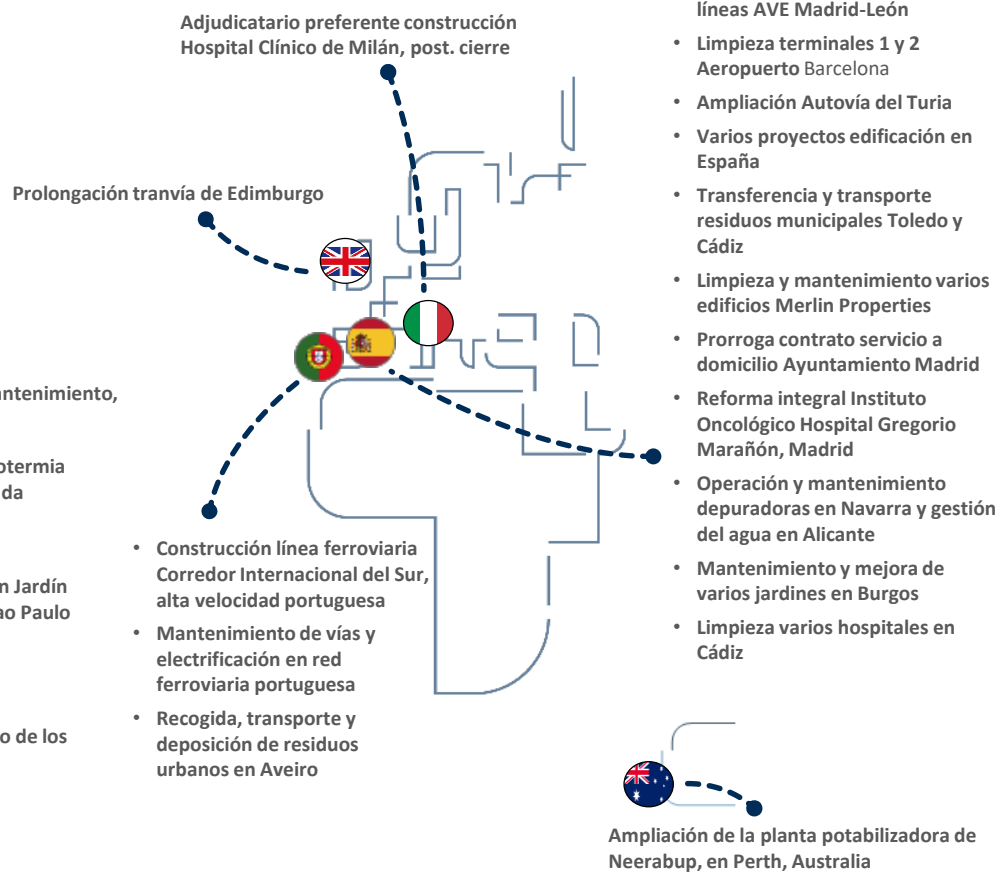 Adjudicatario preferente construcción
Hospital Clínico de Milán, post. cierre
Prolongación tranvía de Edimburgo
antenimiento,
otermia
da
n Jardín
ao Paulo
o de los
• Construcción línea ferroviaria
Corredor Internacional del Sur,
alta velocidad portuguesa
• Mantenimiento de vías y
electrificación en red
ferroviaria portuguesa
• Recogida, transporte y
deposición de residuos
urbanos en Aveiro
líneas AVE Madrid-León
• Limpieza terminales 1 y 2
Aeropuerto Barcelona
• Ampliación Autovía del Turia
• Varios proyectos edificación en
España
• Transferencia y transporte
residuos municipales Toledo y
Cádiz
• Limpieza y mantenimiento varios
edificios Merlin Properties
• Prorroga contrato servicio a
domicilio Ayuntamiento Madrid
• Reforma integral Instituto
Oncológico Hospital Gregorio
Marañón, Madrid
• Operación y mantenimiento
depuradoras en Navarra y gestión
del agua en Alicante
• Mantenimiento y mejora de
varios jardines en Burgos
• Limpieza varios hospitales en
Cádiz
Ampliación de la planta potabilizadora de
Neerabup, en Perth, Australia